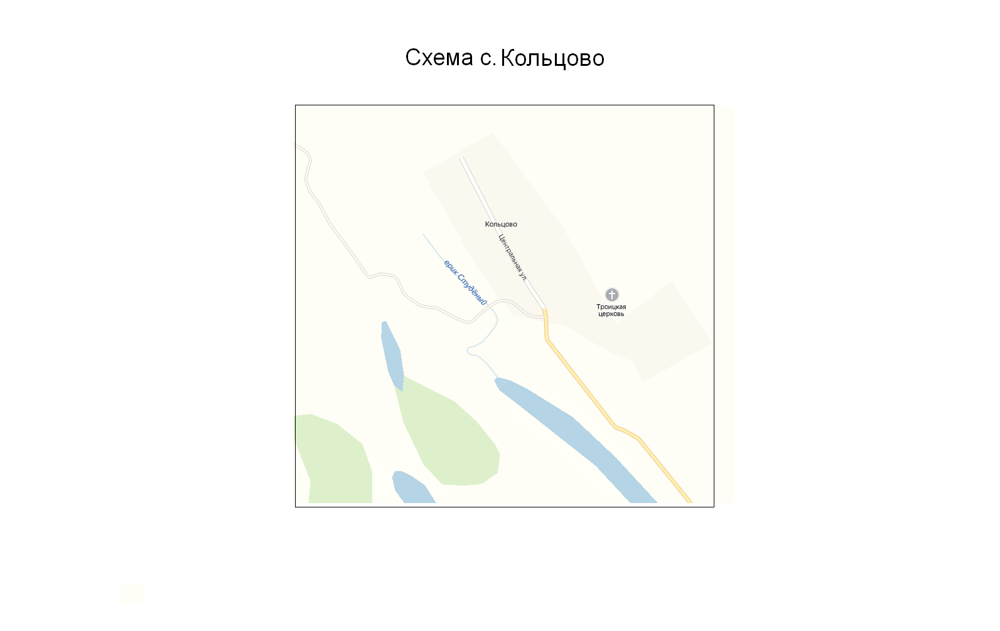 Схема с. Кольцово
Кольцово
Центральная ул.
ерик Студёный
Троицкая
церковь